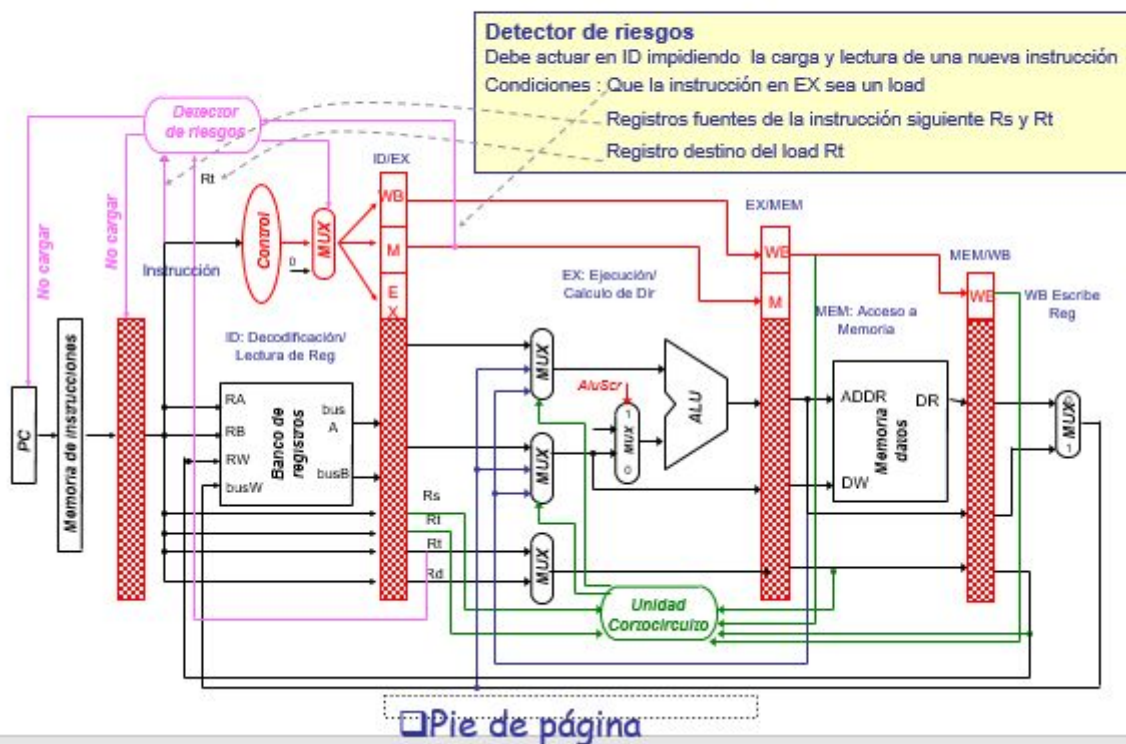 Detector de riesgos
Debe actuar en ID impidiendo la carga y lectura de una nueva instrucción
Condiciones : Que la instrucción en EX sea un load
Registros fuentes de la instrucción siguiente Rs y Rt
Registro destino del load Rt
Detector
de riesgos
Rt
ID/EX
No cargar
No cargar
Instrucción
Control
0
MUX
WB
M
E
X
EX/MEM
WB
M
MEM/WB
WB
EX: Ejecución/
Calculo de Dir
MEM: Acceso a
Memoria
WB Escribe
Reg
ID: Decodificación/
Lectura de Reg
PC
Memoria de instrucciones
RA
RB
RW
busW
Banco de
registros
bus
A
busB
MUX
MUX
MUX
AluScr
1
MUX
0
ALU
ADDR
DR
Memoria
datos
DW
MUX
0
1
Rs
Rt
Rt
Rd
Unidad
Cortocircuito
❑Pie de página